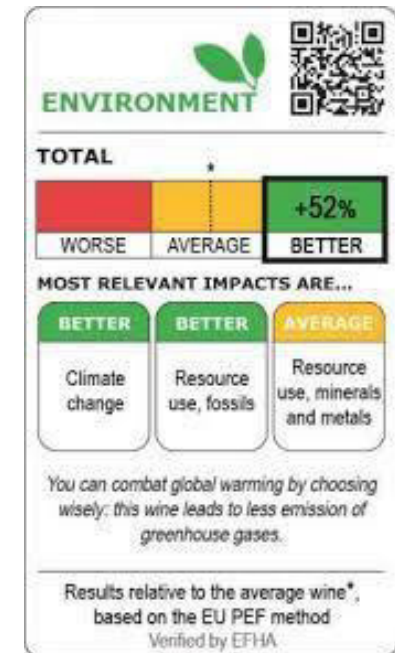 ENVIRONMENT
TOTAL
*
+52%
WORSE AVERAGE BETTER
MOST RELEVANT IMPACTS ARE...
BETTER BETTER AVERAGE
Climate change
Resource use, fossils
Resource use, minerals and metals
You can combat global warming by choosing
wisely: this wine leads to less emission of
greenhouse gases.
Results relative to the average wine*,
based on the EU PEF method
Verified by EFHA